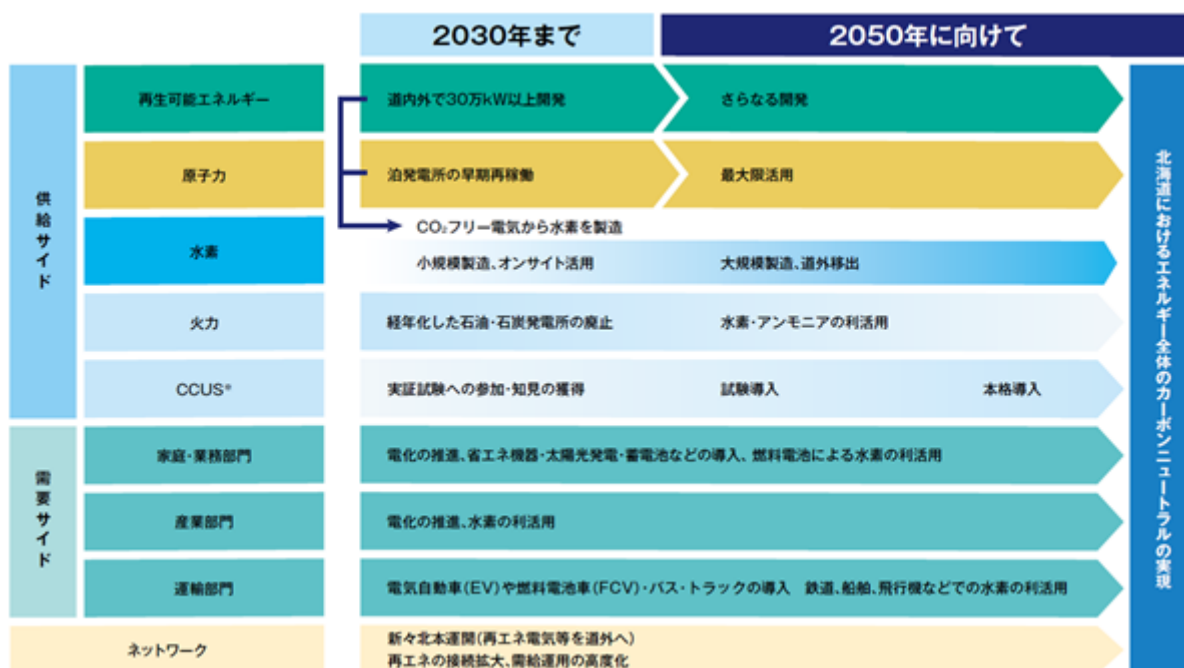 2030年まで
2050年に向けて
供給サイド
再生可能エネルギー
道内外で30万kW以上開発
さらなる開発
原子力
泊発電所の早期再稼働
最大限活用
水素
CO₂フリー電気から水素を製造
小規模製造、オンサイト活用
大規模製造、道外移出
火力
経年化した石油・石炭発電所の廃止
水素・アンモニアの利活用
CCUS*
実証試験への参加・知見の獲得
試験導入
本格導入
需要サイド
家庭・業務部門
電化の推進、省エネ機器・太陽光発電・蓄電池などの導入、燃料電池による水素の利活用
産業部門
電化の推進、水素の利活用
運輸部門
電気自動車(EV)や燃料電池車(FCV)・バス・トラックの導入 鉄道、船舶、飛行機などでの水素の利活用
ネットワーク
新々北本運開(再エネ電気等を道外へ)
再エネの接続拡大、需給運用の高度化
北海道におけるエネルギー全体のカーボンニュートラルの実現